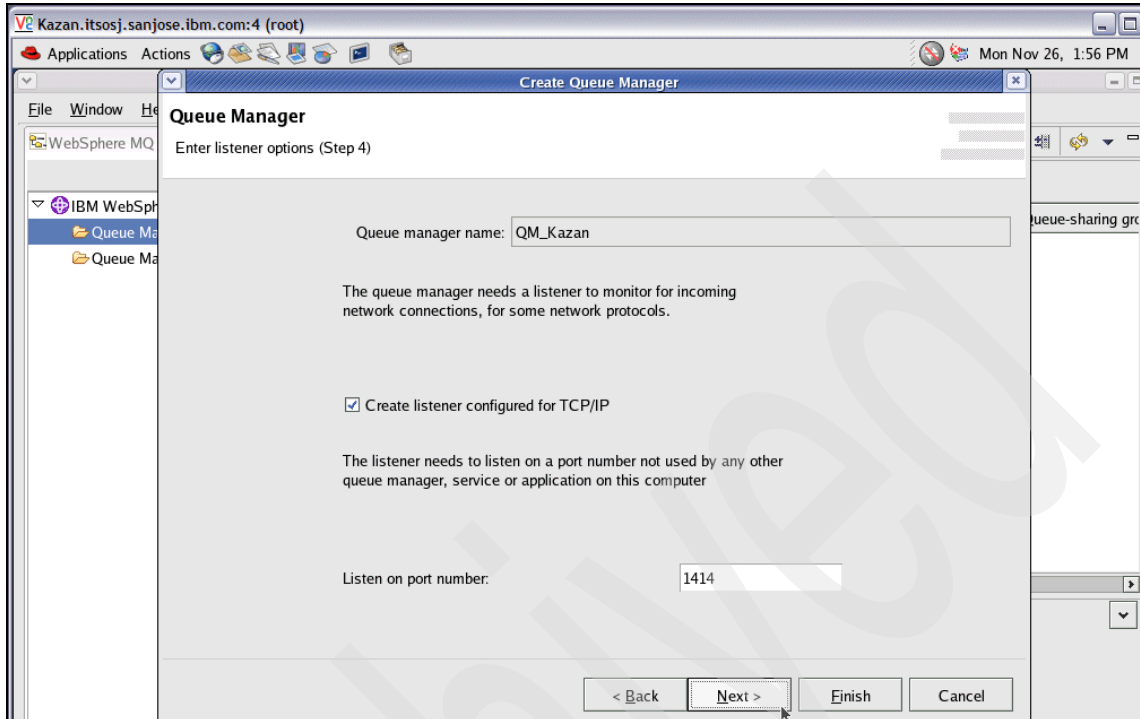 Kazan.itsosj.sanjose.ibm.com:4 (root)
Applications Actions Mon Nov 26, 1:56 PM
Create Queue Manager
File Window He
Queue Manager
WebSphere MQ
Enter listener options (Step 4)
IBM WebSph
Queue Ma
Queue Ma
Queue-sharing gro
Queue manager name: QM_Kazan
The queue manager needs a listener to monitor for incoming
network connections, for some network protocols.
Create listener configured for TCP/IP
The listener needs to listen on a port number not used by any other
queue manager, service or application on this computer
Listen on port number: 1414
< Back Next > Finish Cancel